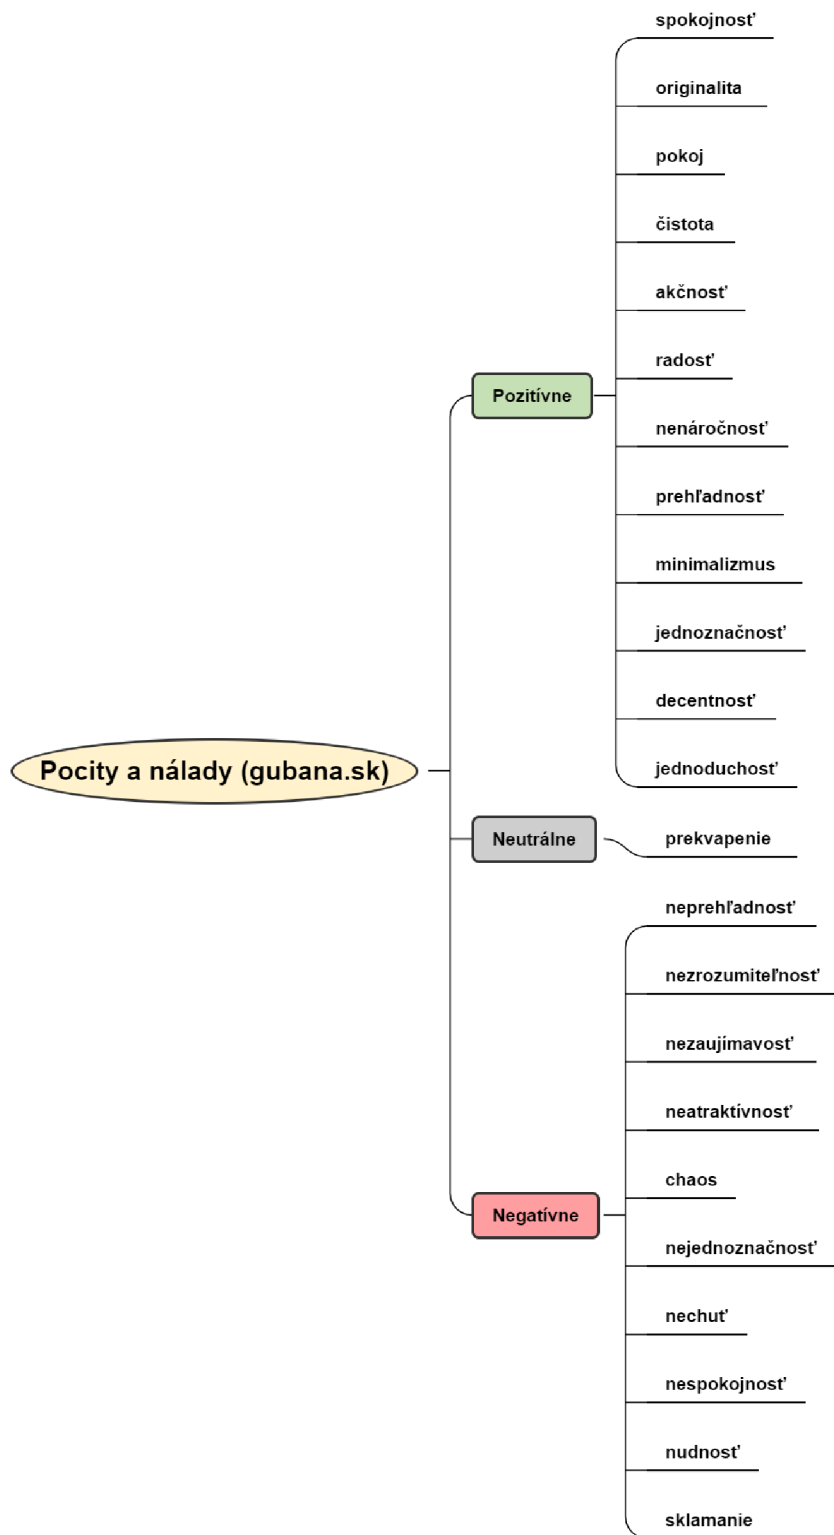 spokojnosť
originalita
pokoj
čistota
akčnosť
radosť
Pozitívne
nenáročnosť
prehľadnosť
minimalizmus
jednoznačnosť
decentnosť
jednoduchosť
Pocity a nálady (gubana.sk)
Neutrálne
prekvapenie
neprehľadnosť
nezrozumiteľnosť
nezaujímavosť
neatraktívnosť
chaos
Negatívne
nejednoznačnosť
nechuť
nespokojnosť
nudnosť
sklamanie